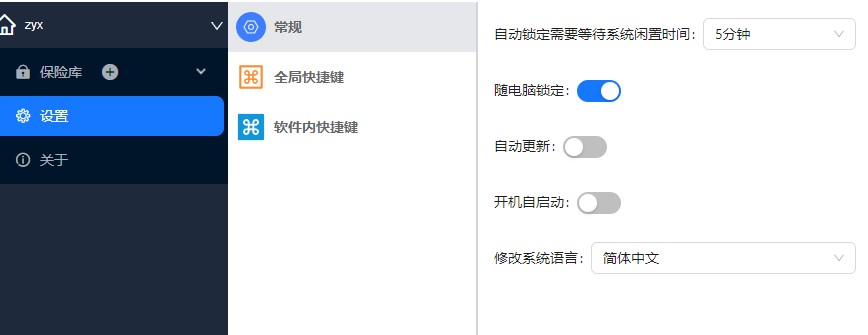 zyx
保险库
设置
关于
常规
全局快捷键
软件内快捷键
自动锁定需要等待系统闲置时间： 5分钟
随电脑锁定：
自动更新：
开机自启动：
修改系统语言： 简体中文